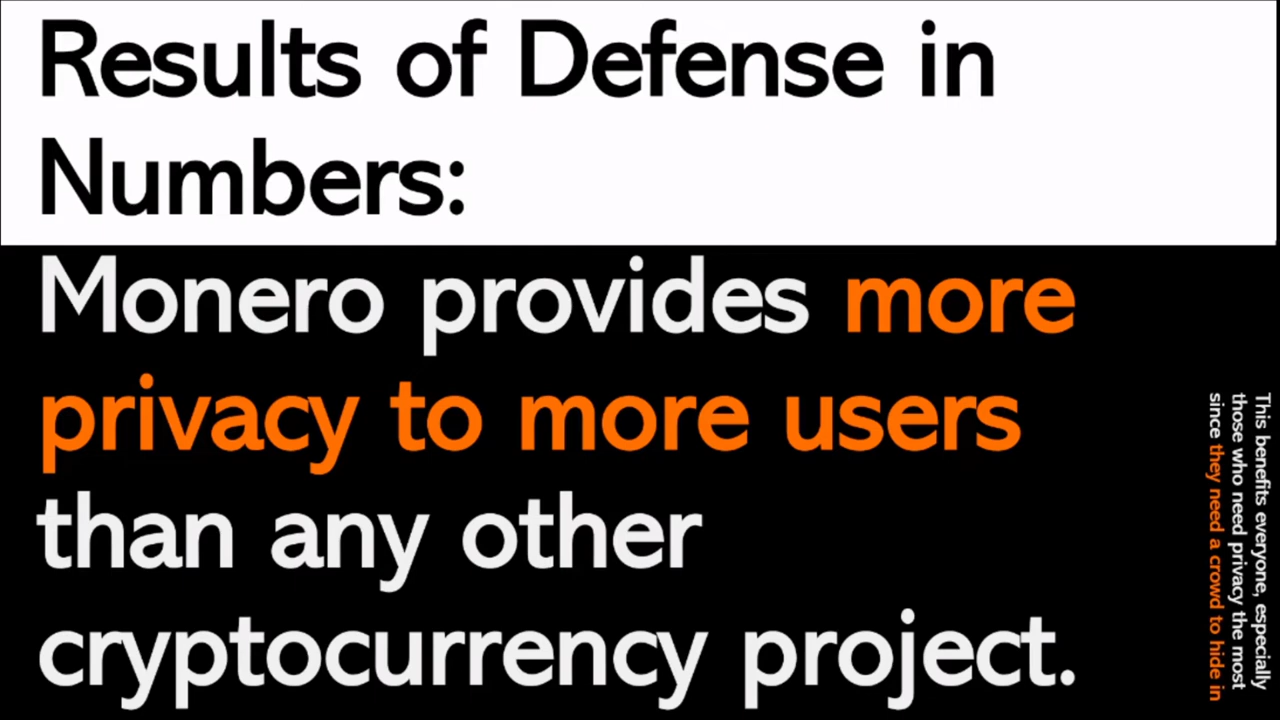 Results of Defense in
Numbers:
Monero provides more
privacy to more users
than any other
cryptocurrency project.
This benefits everyone, especially
those who need privacy the most
since they need a crowd to hide in